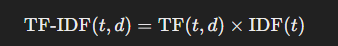 TF-IDF(t, d) = TF(t, d) × IDF(t)